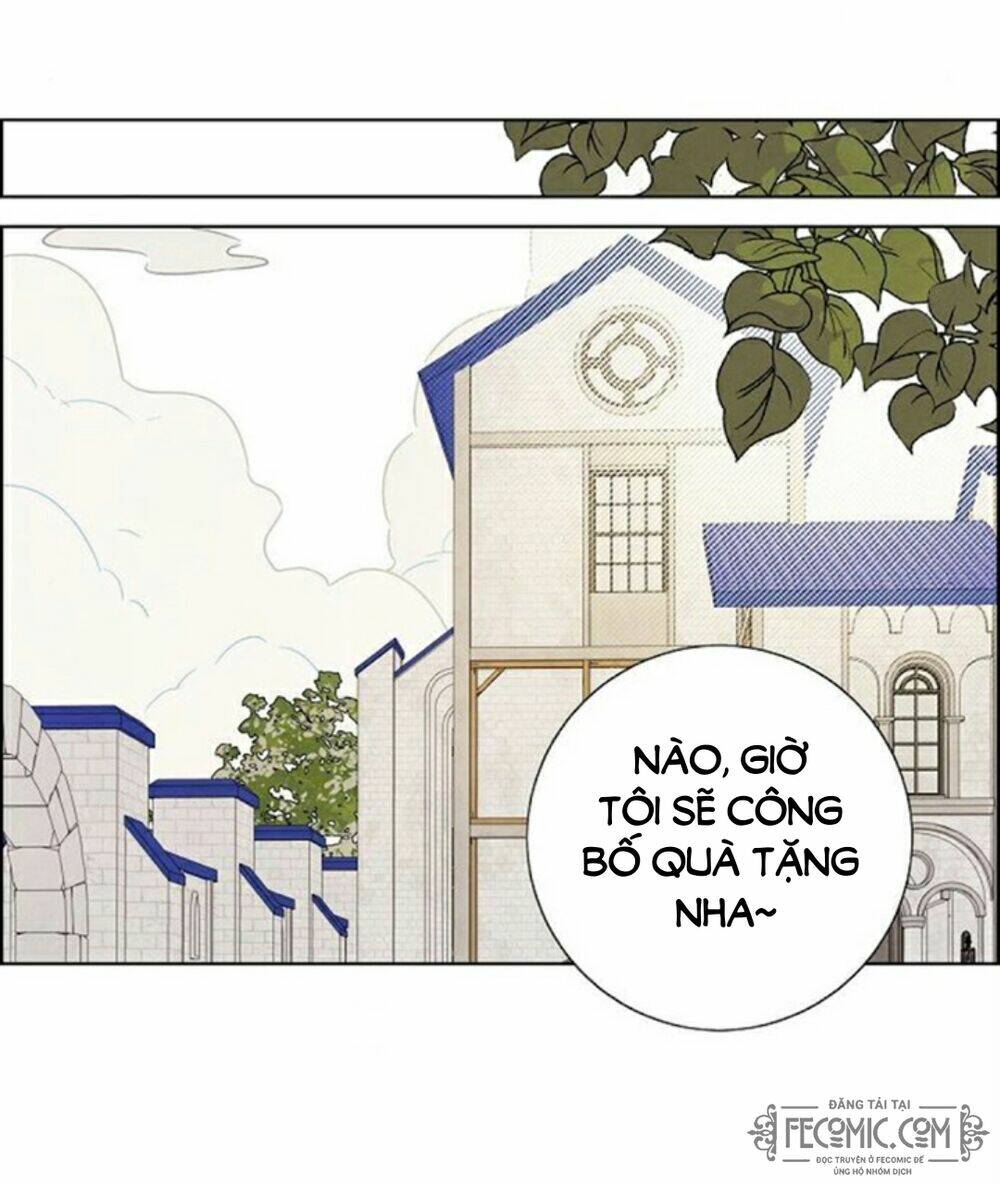 NÀO, GIỜ
TÔI SẼ CÔNG
BỐ QUÀ TẶNG
NHA~
ĐĂNG TẢI TẠI
FECOMIC.COM
ĐỌC TRUYỆN Ở FECOMIC ĐỂ
ỦNG HỘ NHÓM DỊCH